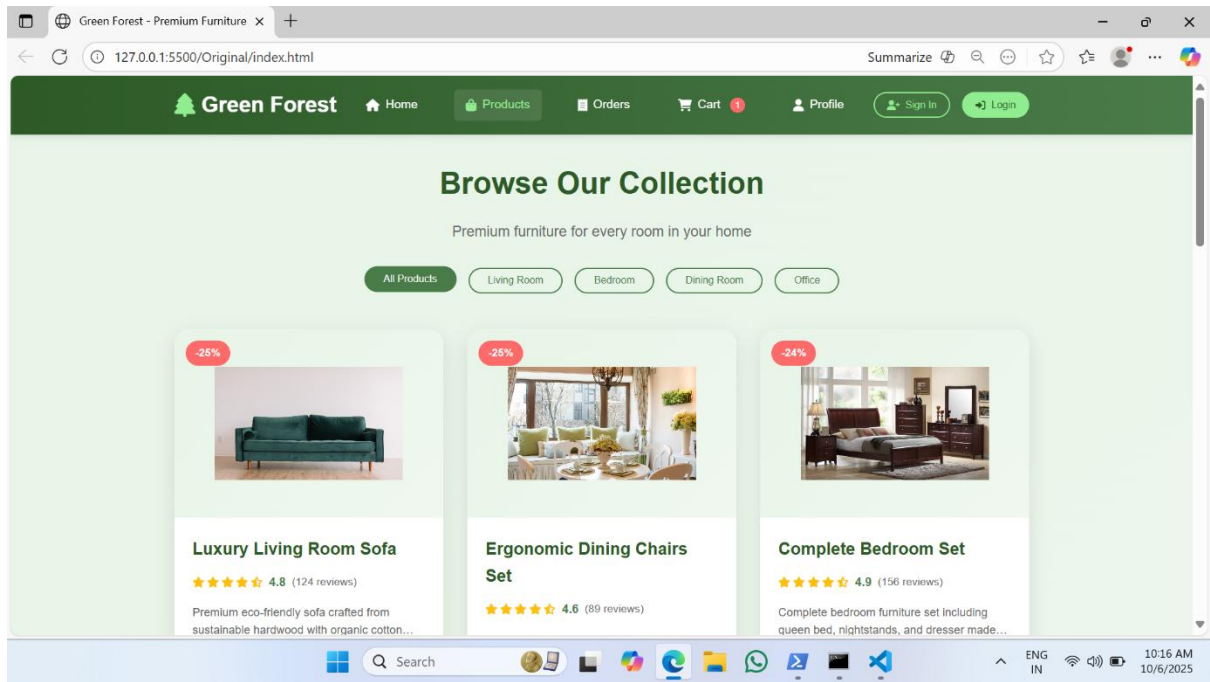 Green Forest - Premium Furniture
127.0.0.1:5500/Original/index.html
Summarize
Green Forest
Home
Products
Orders
Cart 1
Profile
Sign In
Login
Browse Our Collection
Premium furniture for every room in your home
All Products
Living Room
Bedroom
Dining Room
Office
-25%
Luxury Living Room Sofa
4.8 (124 reviews)
Premium eco-friendly sofa crafted from
sustainable hardwood with organic cotton...
-25%
Ergonomic Dining Chairs
Set
4.6 (89 reviews)
-24%
Complete Bedroom Set
4.9 (156 reviews)
Complete bedroom furniture set including
queen bed, nightstands, and dresser made...
Search
ENG
IN
10:16 AM
10/6/2025